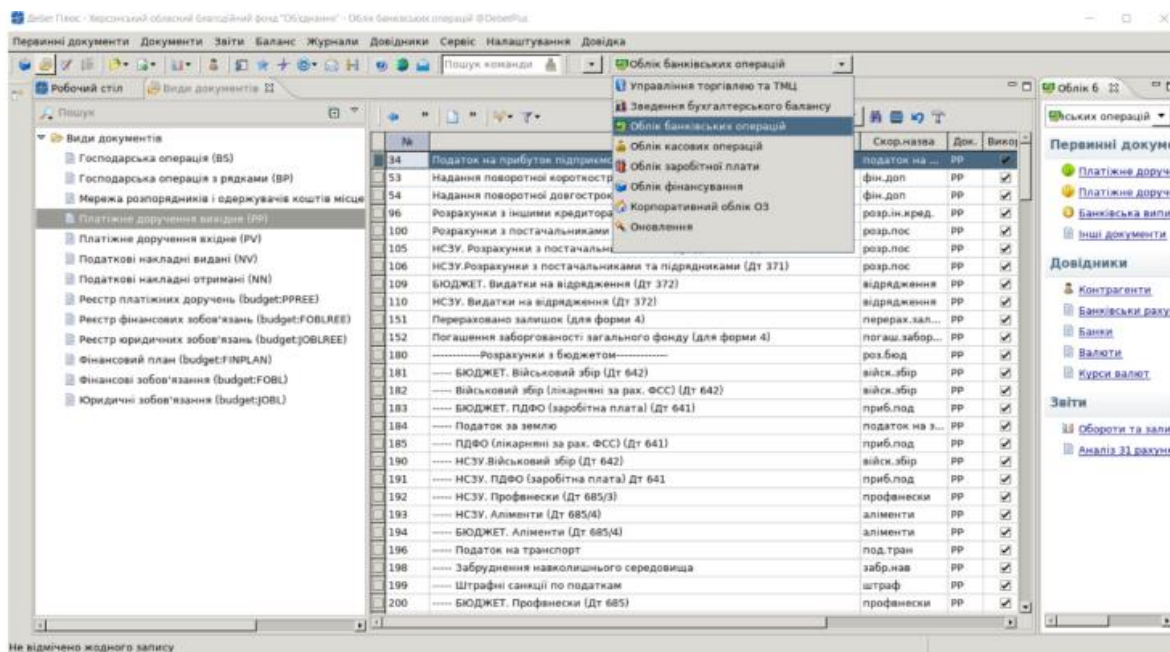 Дебет Плюс - Херсонський обласний благодійний фонд "Об'єднання" - Облік банківських операцій @DebetPlus
Первинні документи Документи Звіти Баланс Журнали Довідники Сервіс Налаштування Довідка
Пошук команди
Облік банківських операцій
Управління торгівлею та ТМЦ
Зведення бухгалтерського балансу
Облік банківських операцій
Облік касових операцій
Облік заробітної плати
Облік фінансування
Корпоративний облік ОЗ
Оновлення
Робочий стіл
Види документів
Пошук
Види документів
Господарська операція (BS)
Господарська операція з рядками (BP)
Мережа розпорядників і одержувачів коштів місце
Платіжне доручення вихідне (PP)
Платіжне доручення вхідне (PV)
Податкові накладні видані (NV)
Податкові накладні отримані (NN)
Реєстр платіжних доручень (budget:PPREE)
Реєстр фінансових зобов'язань (budget:FOBLREE)
Реєстр юридичних зобов'язань (budget:JOBLREE)
Фінансовий план (budget:FINPLAN)
Фінансові зобов'язання (budget:FOBL)
Юридичні зобов'язання (budget:JOBL)
№ Скор.назва Док. Викор
34 Податок на прибуток підприємс податок на ... PP
53 Надання поворотної короткостр фін.доп PP
54 Надання поворотної довгострок фін.доп PP
96 Розрахунки з іншими кредитора розр.ін.кред. PP
100 Розрахунки з постачальниками розр.пос PP
105 НСЗУ. Розрахунки з постачальн розр.пос PP
106 НСЗУ.Розрахунки з постачальниками та підрядниками (Дт 371) розр.пос PP
109 БЮДЖЕТ. Видатки на відрядження (Дт 372) відрядження PP
110 НСЗУ. Видатки на відрядження (Дт 372) відрядження PP
151 Перераховано залишок (для форми 4) перерах.зал... PP
152 Погашення заборгованості загального фонду (для форми 4) погаш.забор... PP
180 -------------Розрахунки з бюджетом------------- роз.бюд PP
181 ----- БЮДЖЕТ. Військовий збір (Дт 642) війск.збір PP
182 ----- Військовий збір (лікарняні за рах. ФСС) (Дт 642) війск.збір PP
183 ----- БЮДЖЕТ. ПДФО (заробітна плата) (Дт 641) приб.под PP
184 ----- Податок за землю податок на з... PP
185 ----- ПДФО (лікарняні за рах. ФСС) (Дт 641) приб.под PP
190 ----- НСЗУ.Військовий збір (Дт 642) війск.збір PP
191 ----- НСЗУ. ПДФО (заробітна плата) Дт 641 приб.под PP
192 ----- НСЗУ. Профвнески (Дт 685/3) профвнески PP
193 ----- НСЗУ. Аліменти (Дт 685/4) аліменти PP
194 ----- БЮДЖЕТ. Аліменти (Дт 685/4) аліменти PP
196 ----- Податок на транспорт под.тран PP
198 ----- Забруднення навколишнього середовища забр.нав PP
199 ----- Штрафні санкції по податкам штраф PP
200 ----- БЮДЖЕТ. Профвнески (Дт 685) профвнески PP
Облік б
нських операцій
Первинні докуме
Платіжне доруч
Платіжне доруч
Банківська випи
Інші документи
Довідники
Контрагенти
Банківськи раху
Банки
Валюти
Курси валют
Звіти
Обороти та зали
Аналіз 31 рахун
Не відмічено жодного запису